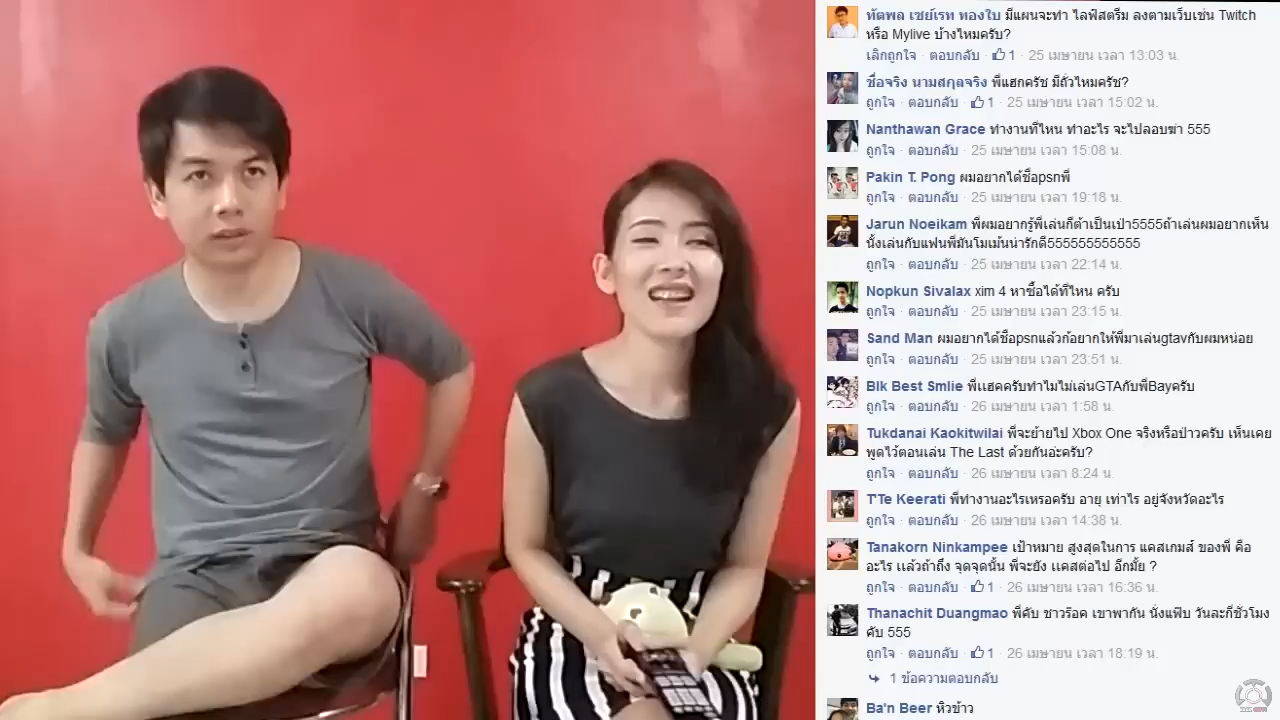 ทัตพล เชย์เรท ทองใบ มีแผนจะทำ ไลฟ์สตรีม ลงตามเว็บเช่น Twitch
หรือ Mylive บ้างไหมครับ?
เลิกถูกใจ · ตอบกลับ · 1 · 25 เมษายน เวลา 13:03 น.
ชื่อจริง นามสกุลจริง พี่แฮกครัช มีถั่วไหมครัช?
ถูกใจ · ตอบกลับ · 1 · 25 เมษายน เวลา 15:02 น.
Nanthawan Grace ทำงานที่ไหน ทำอะไร จะไปลอบฆ่า 555
ถูกใจ · ตอบกลับ · 25 เมษายน เวลา 15:08 น.
Pakin T. Pong ผมอยากได้ชื่อpsnพี่
ถูกใจ · ตอบกลับ · 25 เมษายน เวลา 19:18 น.
Jarun Noeikam พี่ผมอยากรู้พี่เล่นกีต้าเป็นเป่า5555ถ้าเล่นผมอยากเห็น
นั้งเล่นกับแฟนพี่มันโมเม้นน่ารักดี555555555555
ถูกใจ · ตอบกลับ · 25 เมษายน เวลา 22:14 น.
Nopkun Sivalax xim 4 หาซื้อได้ที่ไหน ครับ
ถูกใจ · ตอบกลับ · 25 เมษายน เวลา 23:15 น.
Sand Man ผมอยากได้ชื่อpsnแล้วก้อยากให้พี่มาเล่นgtavกับผมหน่อย
ถูกใจ · ตอบกลับ · 25 เมษายน เวลา 23:51 น.
Blk Best Smlie พี่แฮคครับทำไมไม่เล่นGTAกับพี่Bayครับ
ถูกใจ · ตอบกลับ · 26 เมษายน เวลา 1:58 น.
Tukdanai Kaokitwilai พี่จะย้ายไป Xbox One จริงหรือป่าวครับ เห็นเคย
พูดไว้ตอนเล่น The Last ด้วยกันอ่ะครับ?
ถูกใจ · ตอบกลับ · 26 เมษายน เวลา 8:24 น.
T'Te Keerati พี่ทำงานอะไรเหรอครับ อายุ เท่าไร อยู่จังหวัดอะไร
ถูกใจ · ตอบกลับ · 26 เมษายน เวลา 14:38 น.
Tanakorn Ninkampee เป้าหมาย สูงสุดในการ แคสเกมส์ ของพี่ คือ
อะไร แล้วถ้าถึง จุดจุดนั้น พี่จะยัง แคสต่อไป อีกมั้ย ?
ถูกใจ · ตอบกลับ · 1 · 26 เมษายน เวลา 16:36 น.
Thanachit Duangmao พี่คับ ชาวร๊อค เขาพากัน นั่งแฟ๊บ วันละกี่ชั่วโมง
คับ 555
ถูกใจ · ตอบกลับ · 1 · 26 เมษายน เวลา 18:19 น.
1 ข้อความตอบกลับ
Ba'n Beer หิวข้าว